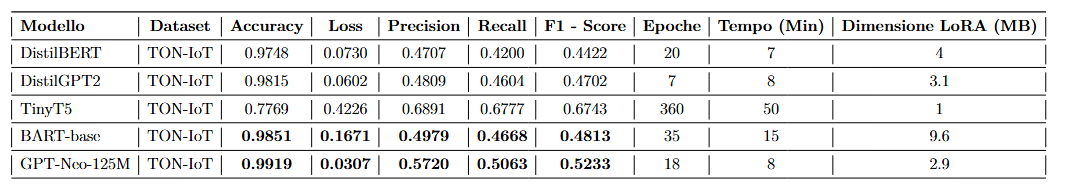 Modello Dataset Accuracy Loss Precision Recall F1 - Score Epoche Tempo (Min) Dimensione LoRA (MB)
DistilBERT TON-IoT 0.9748 0.0730 0.4707 0.4200 0.4422 20 7 4
DistilGPT2 TON-IoT 0.9815 0.0602 0.4809 0.4604 0.4702 7 8 3.1
TinyT5 TON-IoT 0.7769 0.4226 0.6891 0.6777 0.6743 360 50 1
BART-base TON-IoT 0.9851 0.1671 0.4979 0.4668 0.4813 35 15 9.6
GPT-Neo-125M TON-IoT 0.9919 0.0307 0.5720 0.5063 0.5233 18 8 2.9